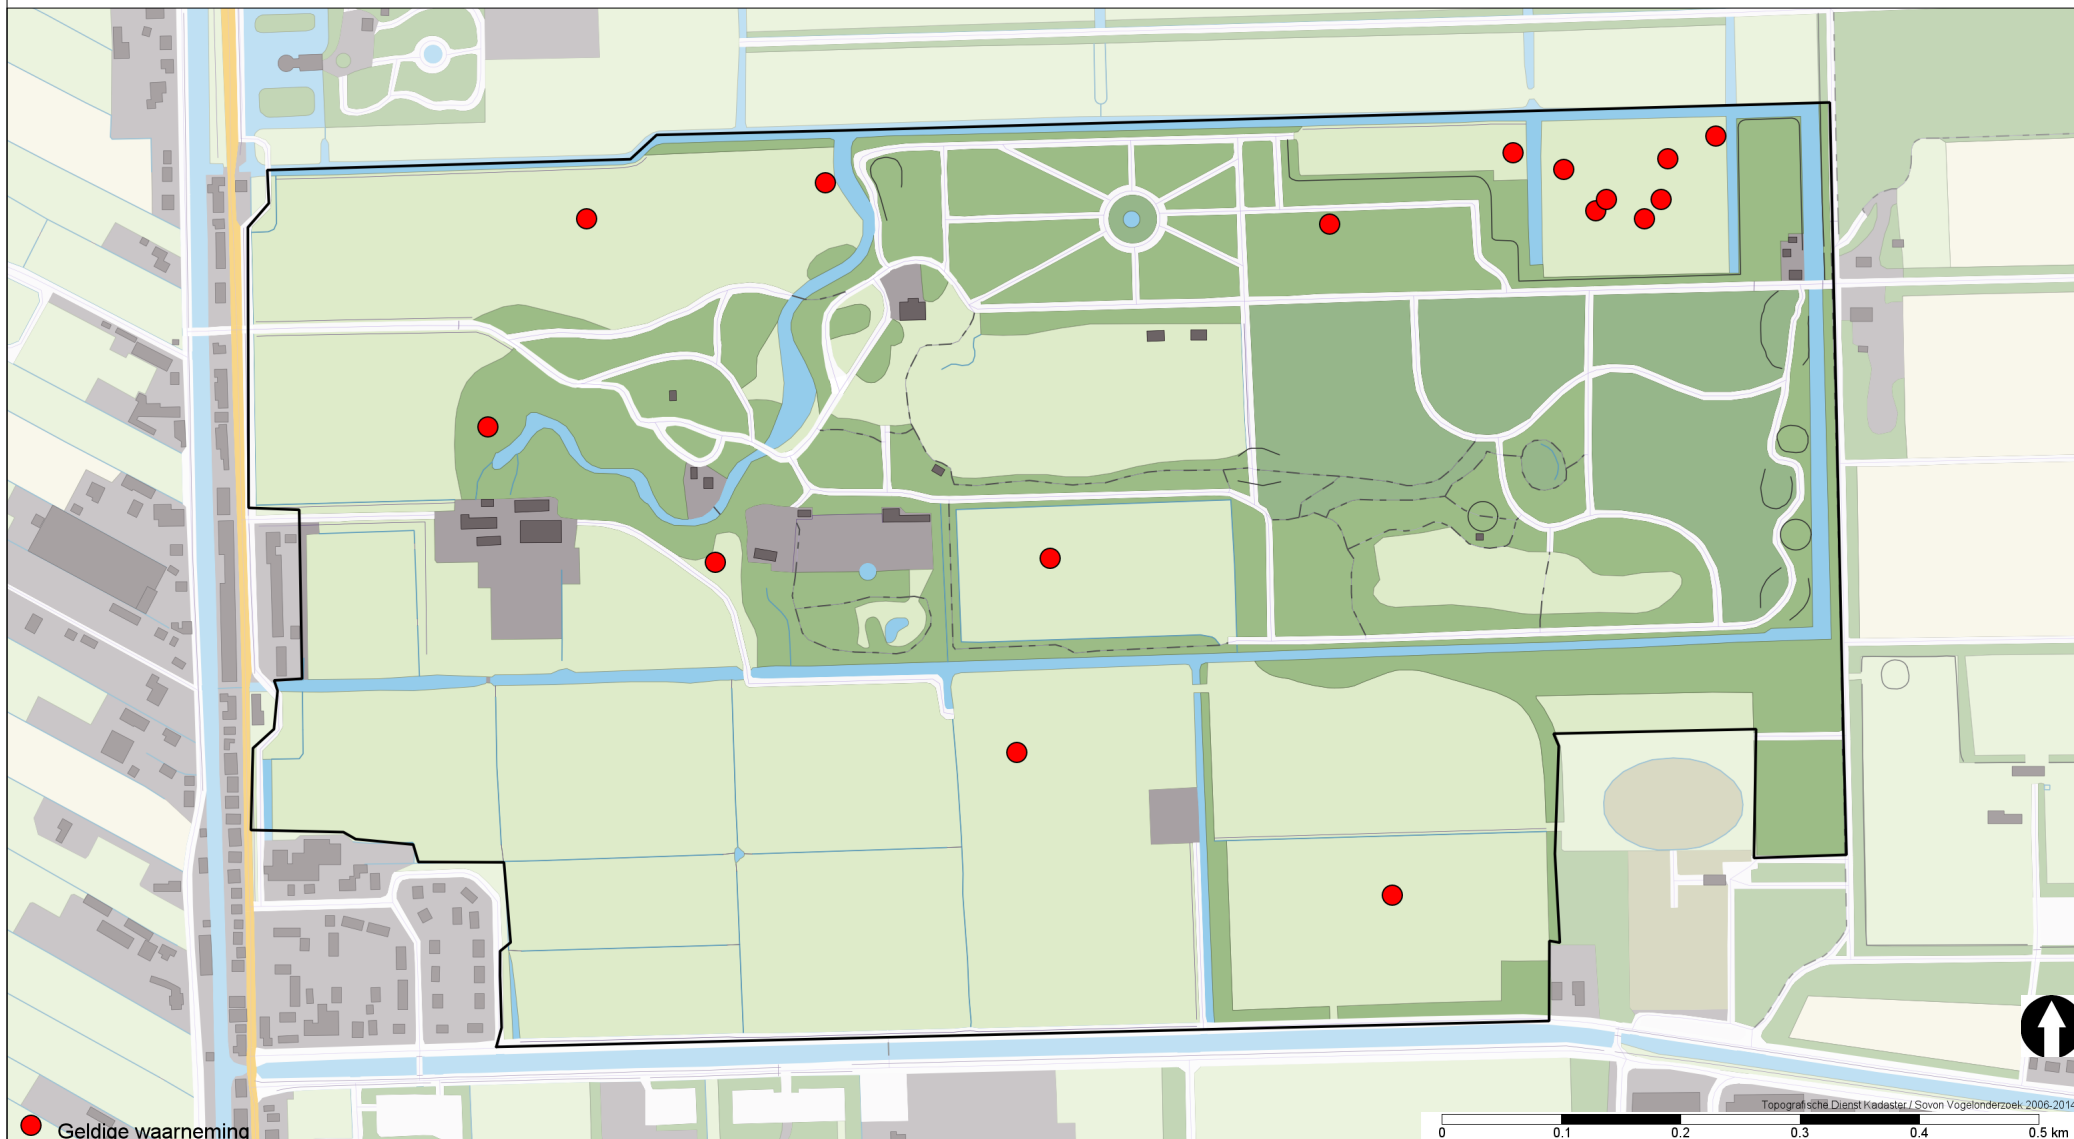 Topografische Dienst Kadaster / Sovon Vogelonderzoek 2006-2014
Geldige waarneming
0 0.1 0.2 0.3 0.4 0.5 km